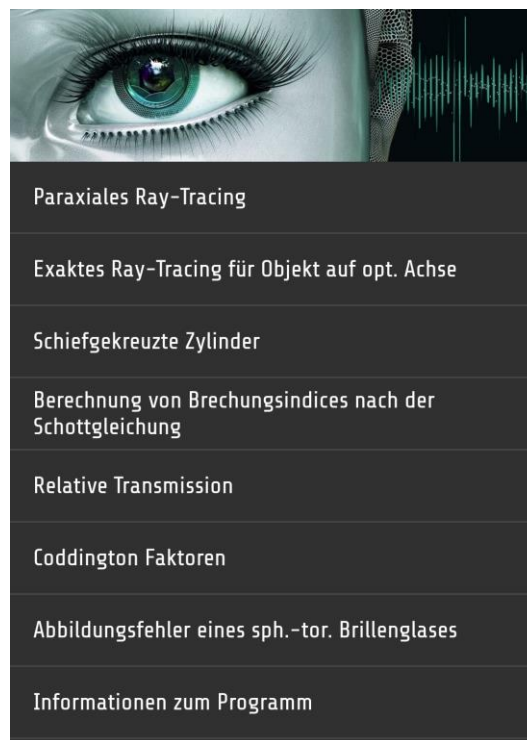 Paraxiales Ray-Tracing
Exaktes Ray-Tracing für Objekt auf opt. Achse
Schiefgekreuzte Zylinder
Berechnung von Brechungsindices nach der
Schottgleichung
Relative Transmission
Coddington Faktoren
Abbildungsfehler eines sph.-tor. Brillenglases
Informationen zum Programm